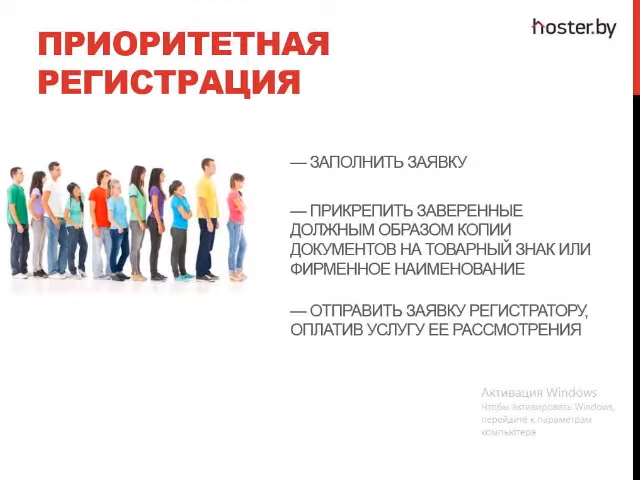 ПРИОРИТЕТНАЯ
РЕГИСТРАЦИЯ
hoster.by
— ЗАПОЛНИТЬ ЗАЯВКУ
— ПРИКРЕПИТЬ ЗАВЕРЕННЫЕ
ДОЛЖНЫМ ОБРАЗОМ КОПИИ
ДОКУМЕНТОВ НА ТОВАРНЫЙ ЗНАК ИЛИ
ФИРМЕННОЕ НАИМЕНОВАНИЕ
— ОТПРАВИТЬ ЗАЯВКУ РЕГИСТРАТОРУ,
ОПЛАТИВ УСЛУГУ ЕЕ РАССМОТРЕНИЯ
Активация Windows
Чтобы активировать Windows,
перейдите к параметрам
компьютера